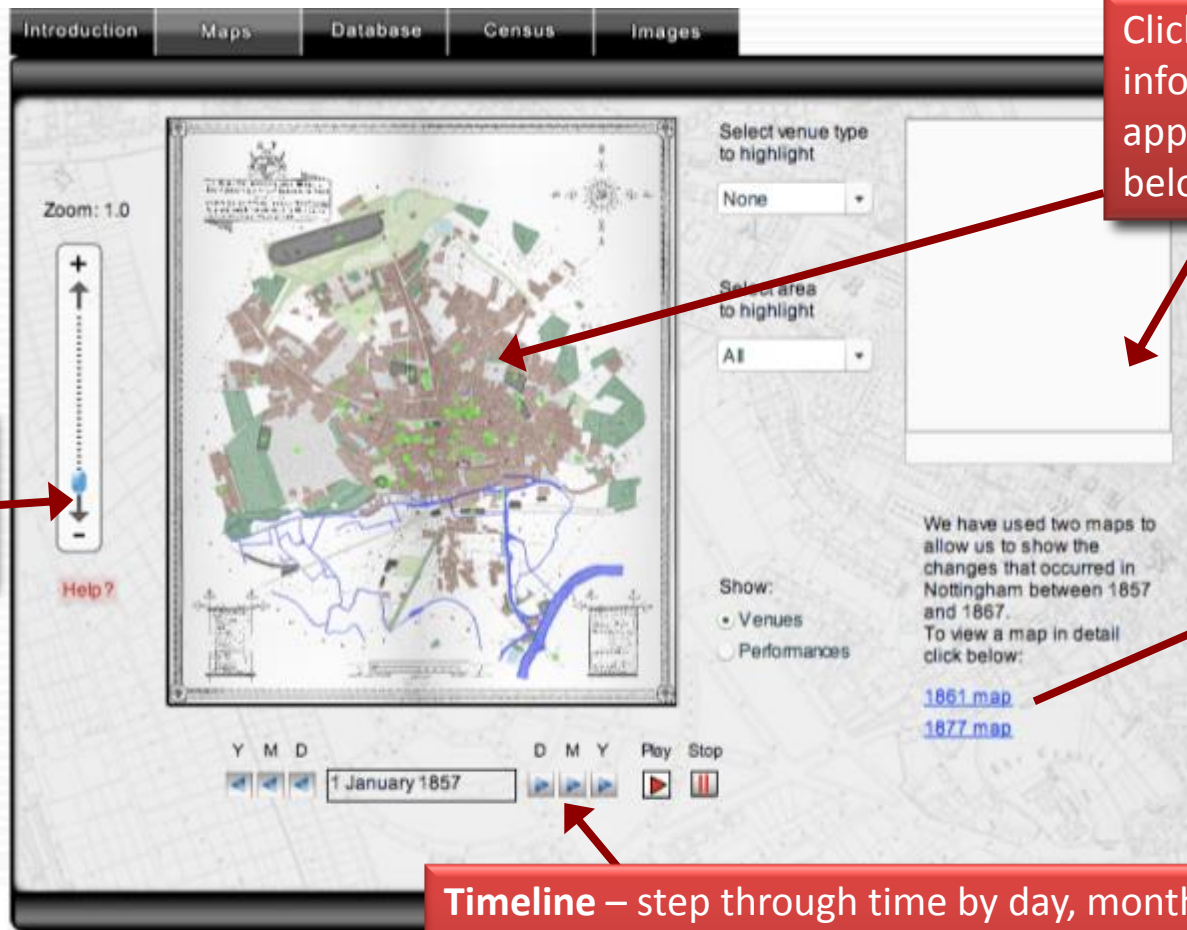 Introduction
Maps
Database
Census
Images
Zoom: 1.0
+
-
Help?
Select venue type
to highlight
None
Select area
to highlight
All
Show:
Venues
Performances
We have used two maps to
allow us to show the
changes that occurred in
Nottingham between 1857
and 1867.
To view a map in detail
click below:
1861 map
1877 map
Y M D
1 January 1857
D M Y
Play Stop
Timeline – step through time by day, month